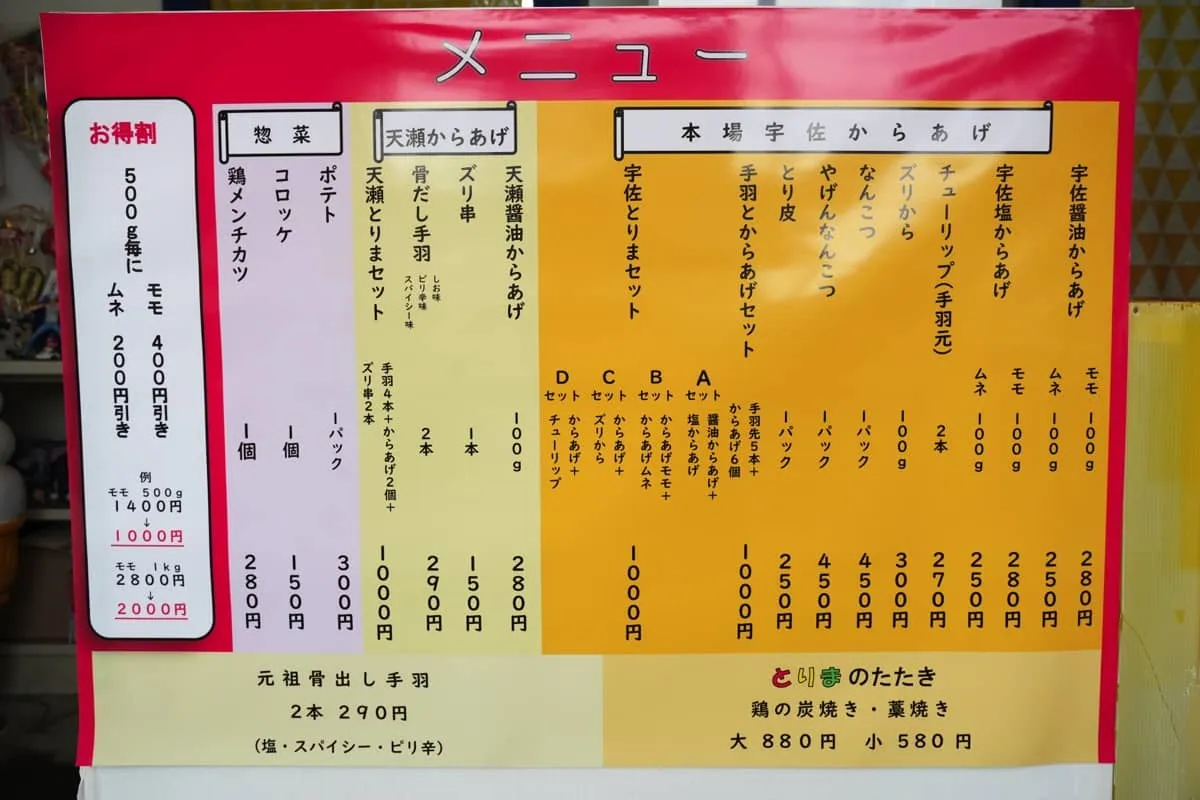 メニュー
本場宇佐からあげ
宇佐醤油からあげ
モモ 100g 280円
ムネ 100g 250円
宇佐塩からあげ
モモ 100g 280円
ムネ 100g 250円
チューリップ(手羽元) 2本 270円
ズリから 100g 300円
なんこつ 1パック 450円
やげんなんこつ 1パック 450円
とり皮 1パック 250円
手羽とからあげセット
手羽先5本+
からあげ6個
1000円
宇佐とりまセット
Aセット
醤油からあげ+
塩からあげ
Bセット
からあげモモ+
からあげムネ
Cセット
からあげ+
ズリから
Dセット
からあげ+
チューリップ
1000円
天瀬からあげ
天瀬醤油からあげ 100g 280円
ズリ串 1本 150円
骨だし手羽
しお味
ピリ辛味
スパイシー味
2本 290円
天瀬とりまセット
手羽4本+からあげ2個+
ズリ串2本
1000円
惣菜
ポテト 1パック 300円
コロッケ 1個 150円
鶏メンチカツ 1個 280円
お得割
500g毎に
モモ 400円引き
ムネ 200円引き
例
モモ 500g
1400円
↓
1000円
モモ 1kg
2800円
↓
2000円
元祖骨出し手羽
2本 290円
(塩・スパイシー・ピリ辛)
とりまのたたき
鶏の炭焼き・藁焼き
大 880円 小 580円